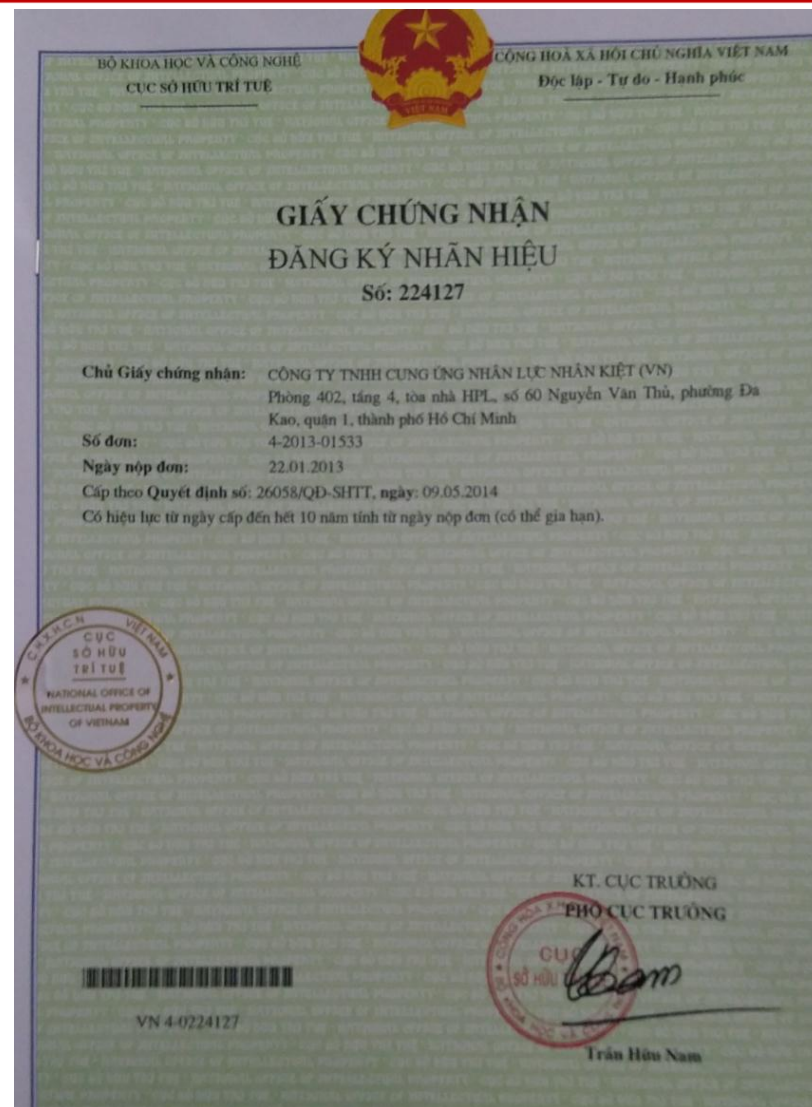 BỘ KHOA HỌC VÀ CÔNG NGHỆ
CỤC SỞ HỮU TRÍ TUỆ
CỘNG HOÀ XÃ HỘI CHỦ NGHĨA VIỆT NAM
Độc lập - Tự do - Hạnh phúc
VIỆT NAM
GIẤY CHỨNG NHẬN
ĐĂNG KÝ NHÃN HIỆU
Số: 224127
Chủ Giấy chứng nhận: CÔNG TY TNHH CUNG ỨNG NHÂN LỰC NHÂN KIỆT (VN)
Phòng 402, tầng 4, tòa nhà HPL, số 60 Nguyễn Văn Thủ, phường Đa
Kao, quận 1, thành phố Hồ Chí Minh
Số đơn: 4-2013-01533
Ngày nộp đơn: 22.01.2013
Cấp theo Quyết định số: 26058/QĐ-SHTT, ngày: 09.05.2014
Có hiệu lực từ ngày cấp đến hết 10 năm tính từ ngày nộp đơn (có thể gia hạn).
C.H.X.H.C.N VIỆT NAM
CỤC
SỞ HỮU
TRÍ TUỆ
NATIONAL OFFICE OF
INTELLECTUAL PROPERTY
OF VIETNAM
BỘ KHOA HỌC VÀ CÔNG NGHỆ
KT. CỤC TRƯỞNG
PHÓ CỤC TRƯỞNG
CỤC
SỞ HỮU
VN 4-0224127
Trần Hữu Nam